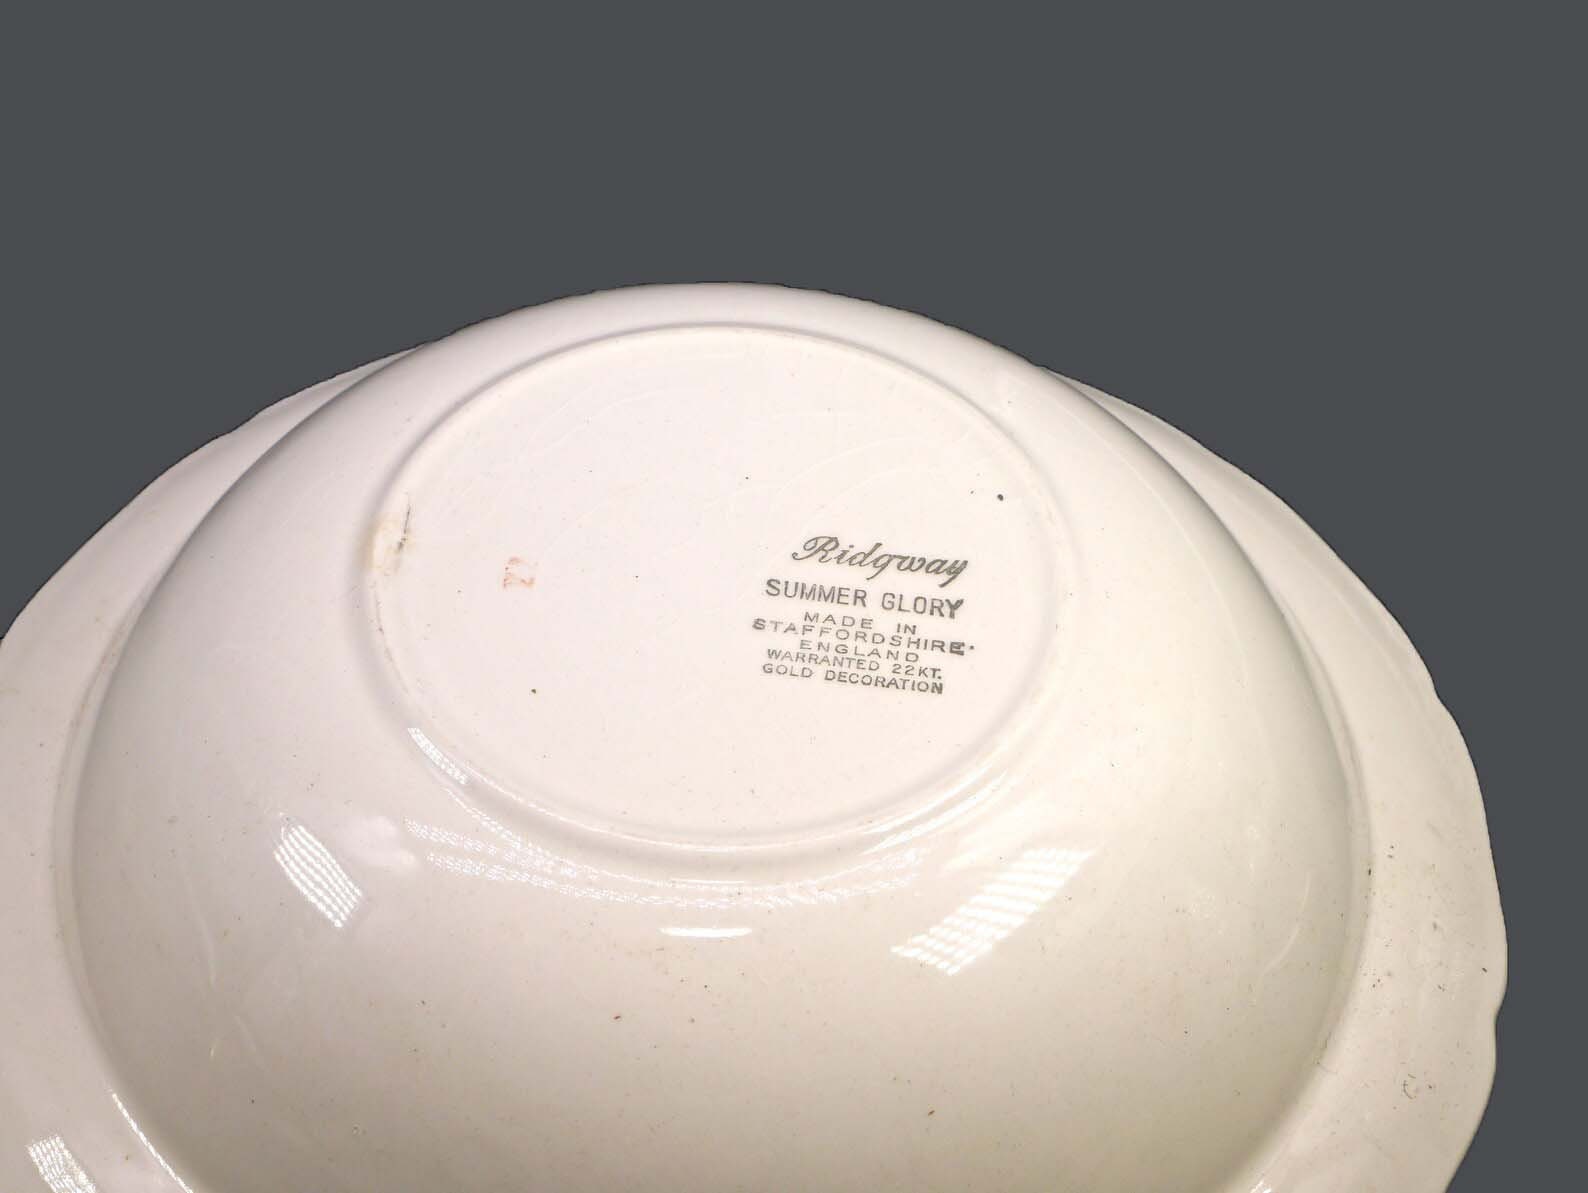 Ridgway
SUMMER GLORY
MADE IN
STAFFORDSHIRE·
ENGLAND
WARRANTED 22KT.
GOLD DECORATION